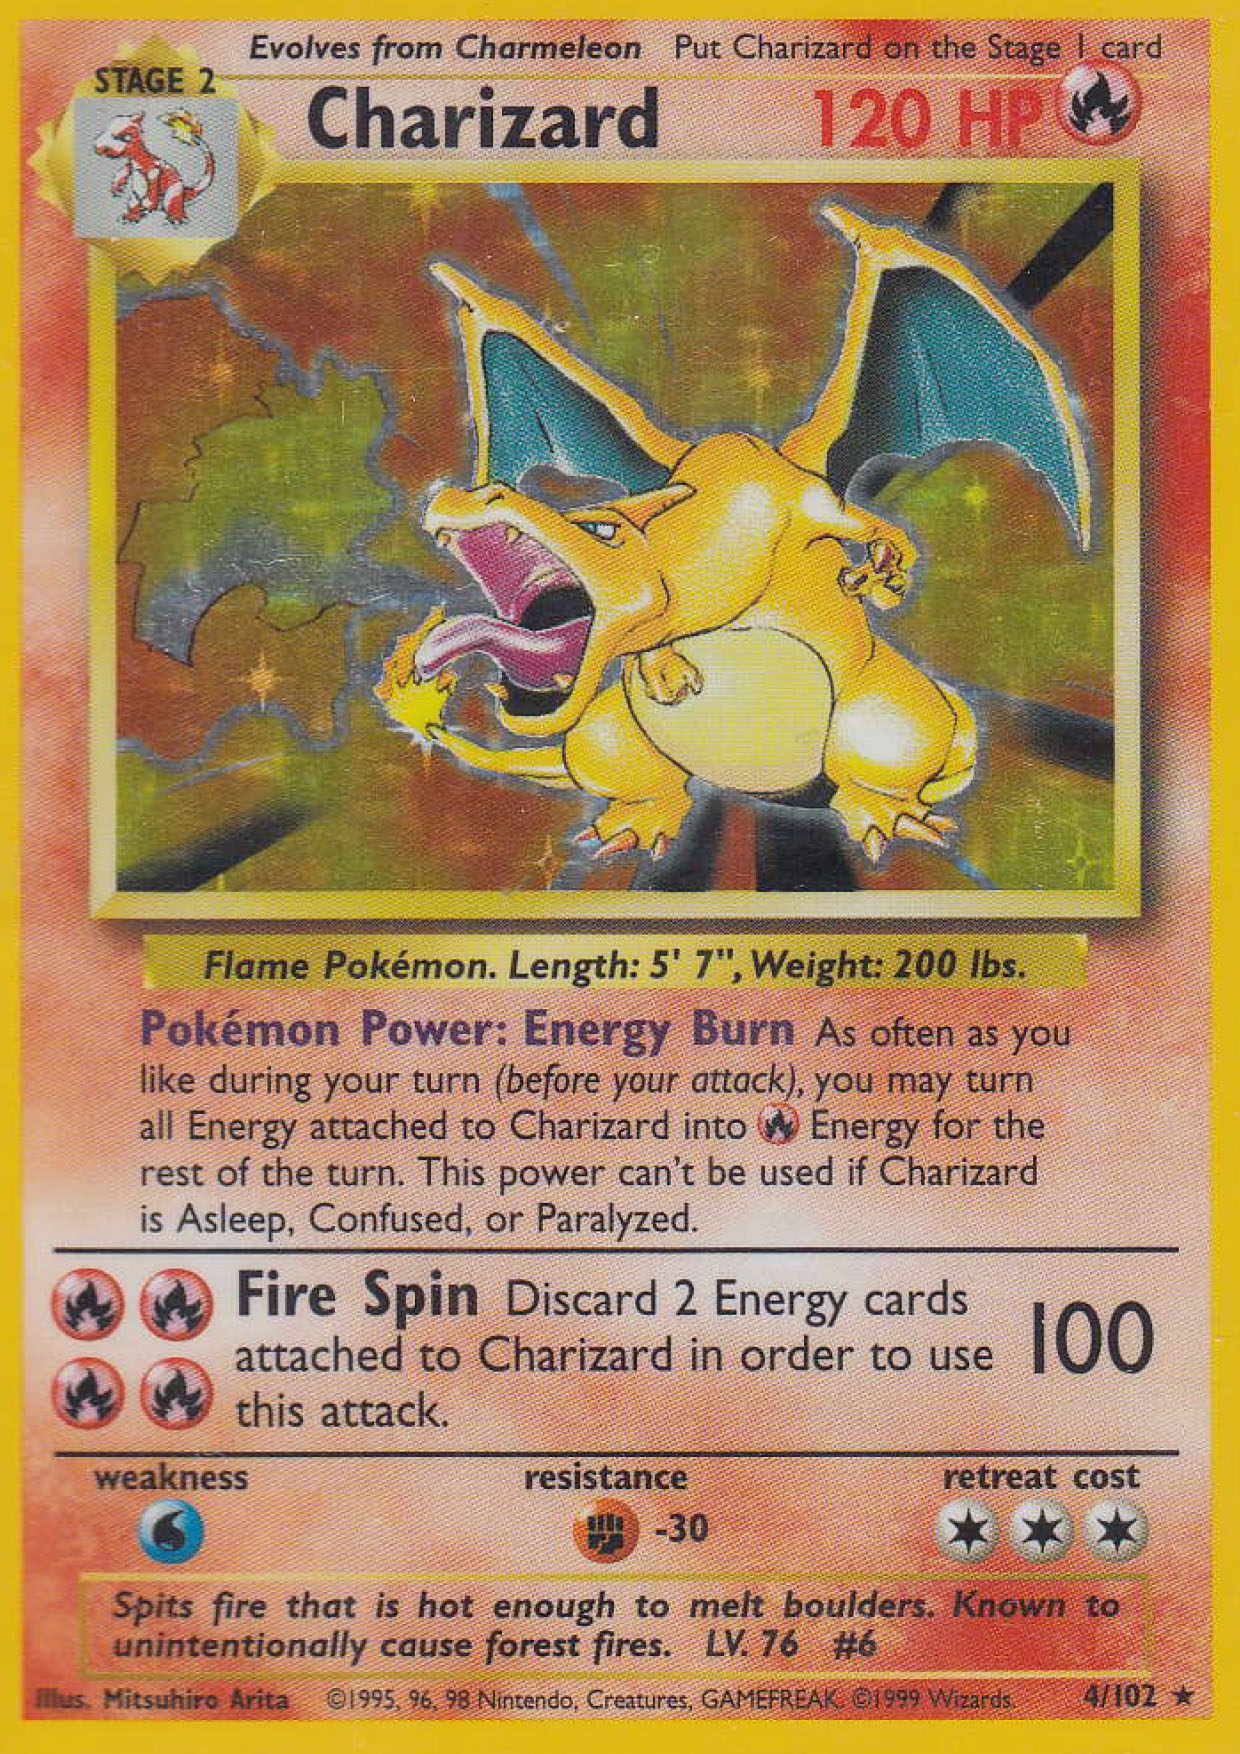 Evolves from Charmeleon Put Charizard on the Stage 1 card
STAGE 2
Charizard 120 HP
Flame Pokémon. Length: 5' 7", Weight: 200 lbs.
Pokémon Power: Energy Burn As often as you
like during your turn (before your attack), you may turn
all Energy attached to Charizard into Energy for the
rest of the turn. This power can't be used if Charizard
is Asleep, Confused, or Paralyzed.
Fire Spin Discard 2 Energy cards
attached to Charizard in order to use
this attack.
100
weakness resistance retreat cost
-30
Spits fire that is hot enough to melt boulders. Known to
unintentionally cause forest fires. LV. 76 #6
Illus. Mitsuhiro Arita ©1995, 96, 98 Nintendo, Creatures, GAMEFREAK. ©1999 Wizards. 4/102 ★